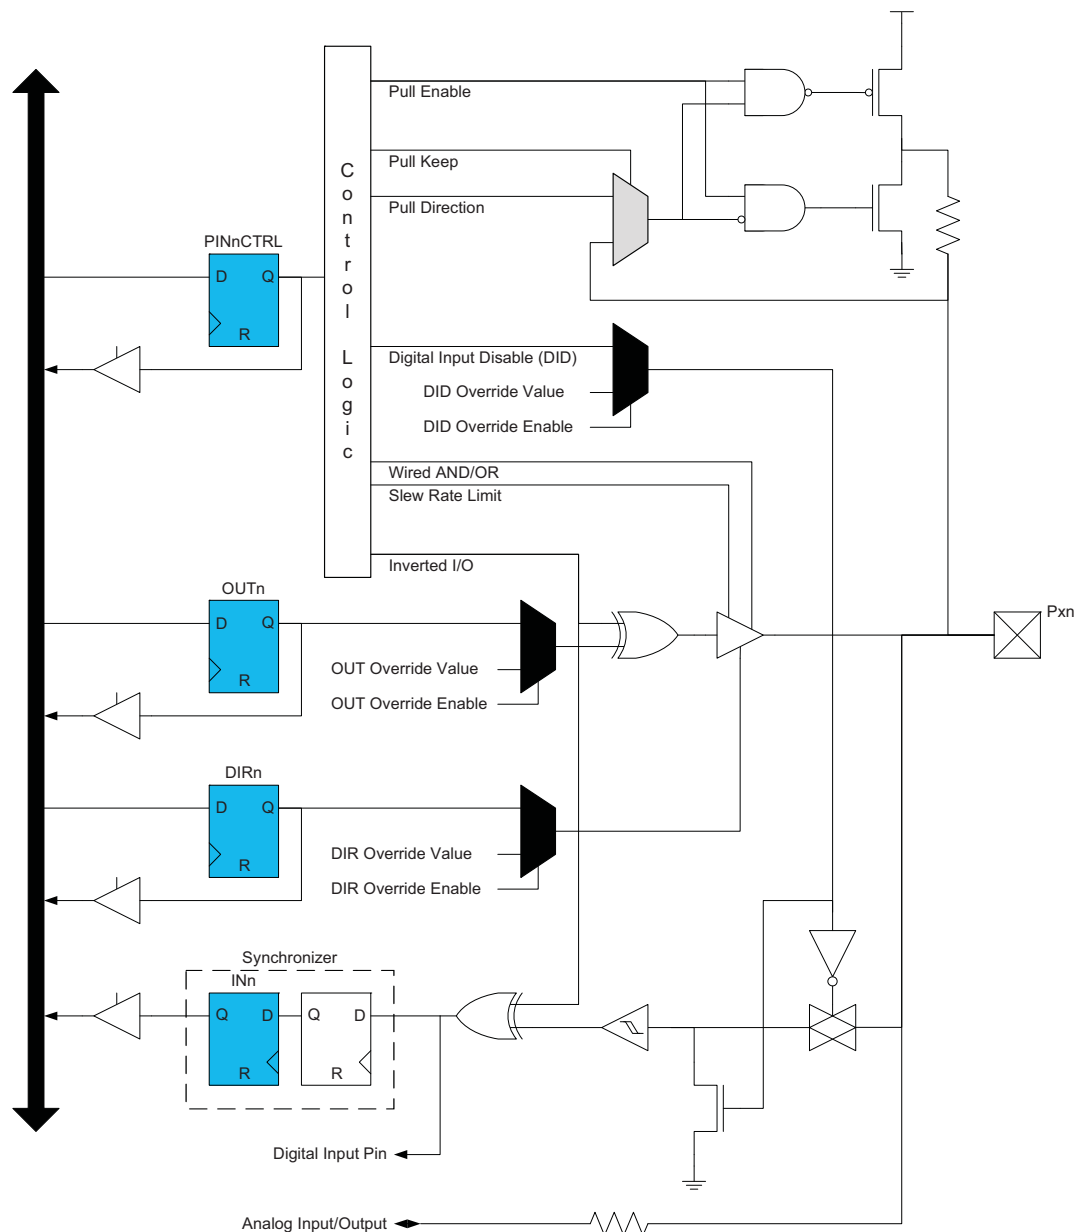 Pull Enable
Pull Keep
Pull Direction
Control Logic
PINnCTRL
D Q
R
Digital Input Disable (DID)
DID Override Value
DID Override Enable
Wired AND/OR
Slew Rate Limit
Inverted I/O
OUTn
D Q
R
Pxn
OUT Override Value
OUT Override Enable
DIRn
D Q
R
DIR Override Value
DIR Override Enable
Synchronizer
INn
Q D Q D
R R
Digital Input Pin
Analog Input/Output